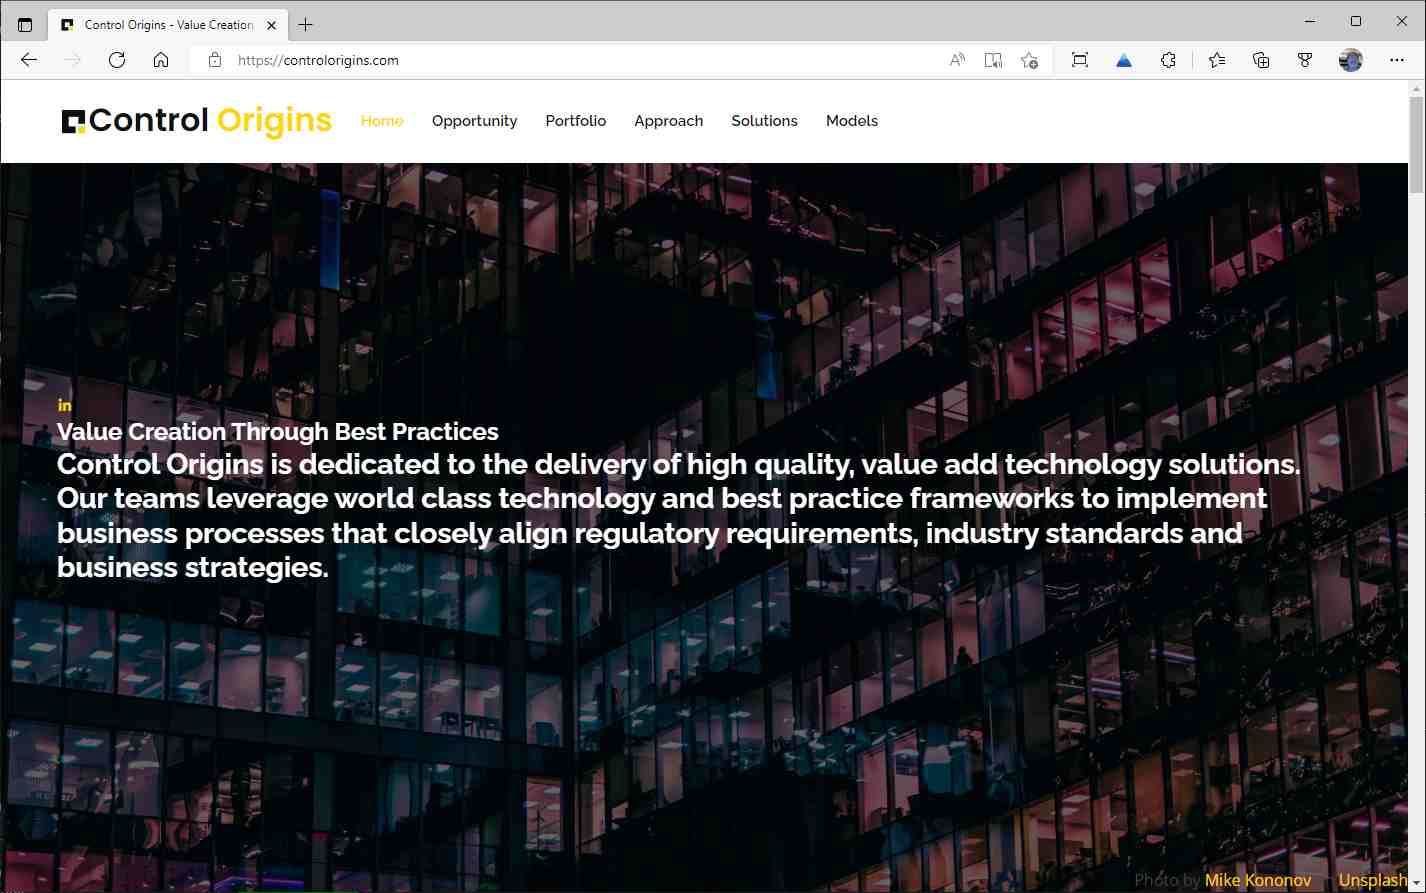 Control Origins - Value Creation
https://controlorigins.com
Control Origins
Home Opportunity Portfolio Approach Solutions Models
in
Value Creation Through Best Practices
Control Origins is dedicated to the delivery of high quality, value add technology solutions.
Our teams leverage world class technology and best practice frameworks to implement
business processes that closely align regulatory requirements, industry standards and
business strategies.
Photo by Mike Kononov Unsplash